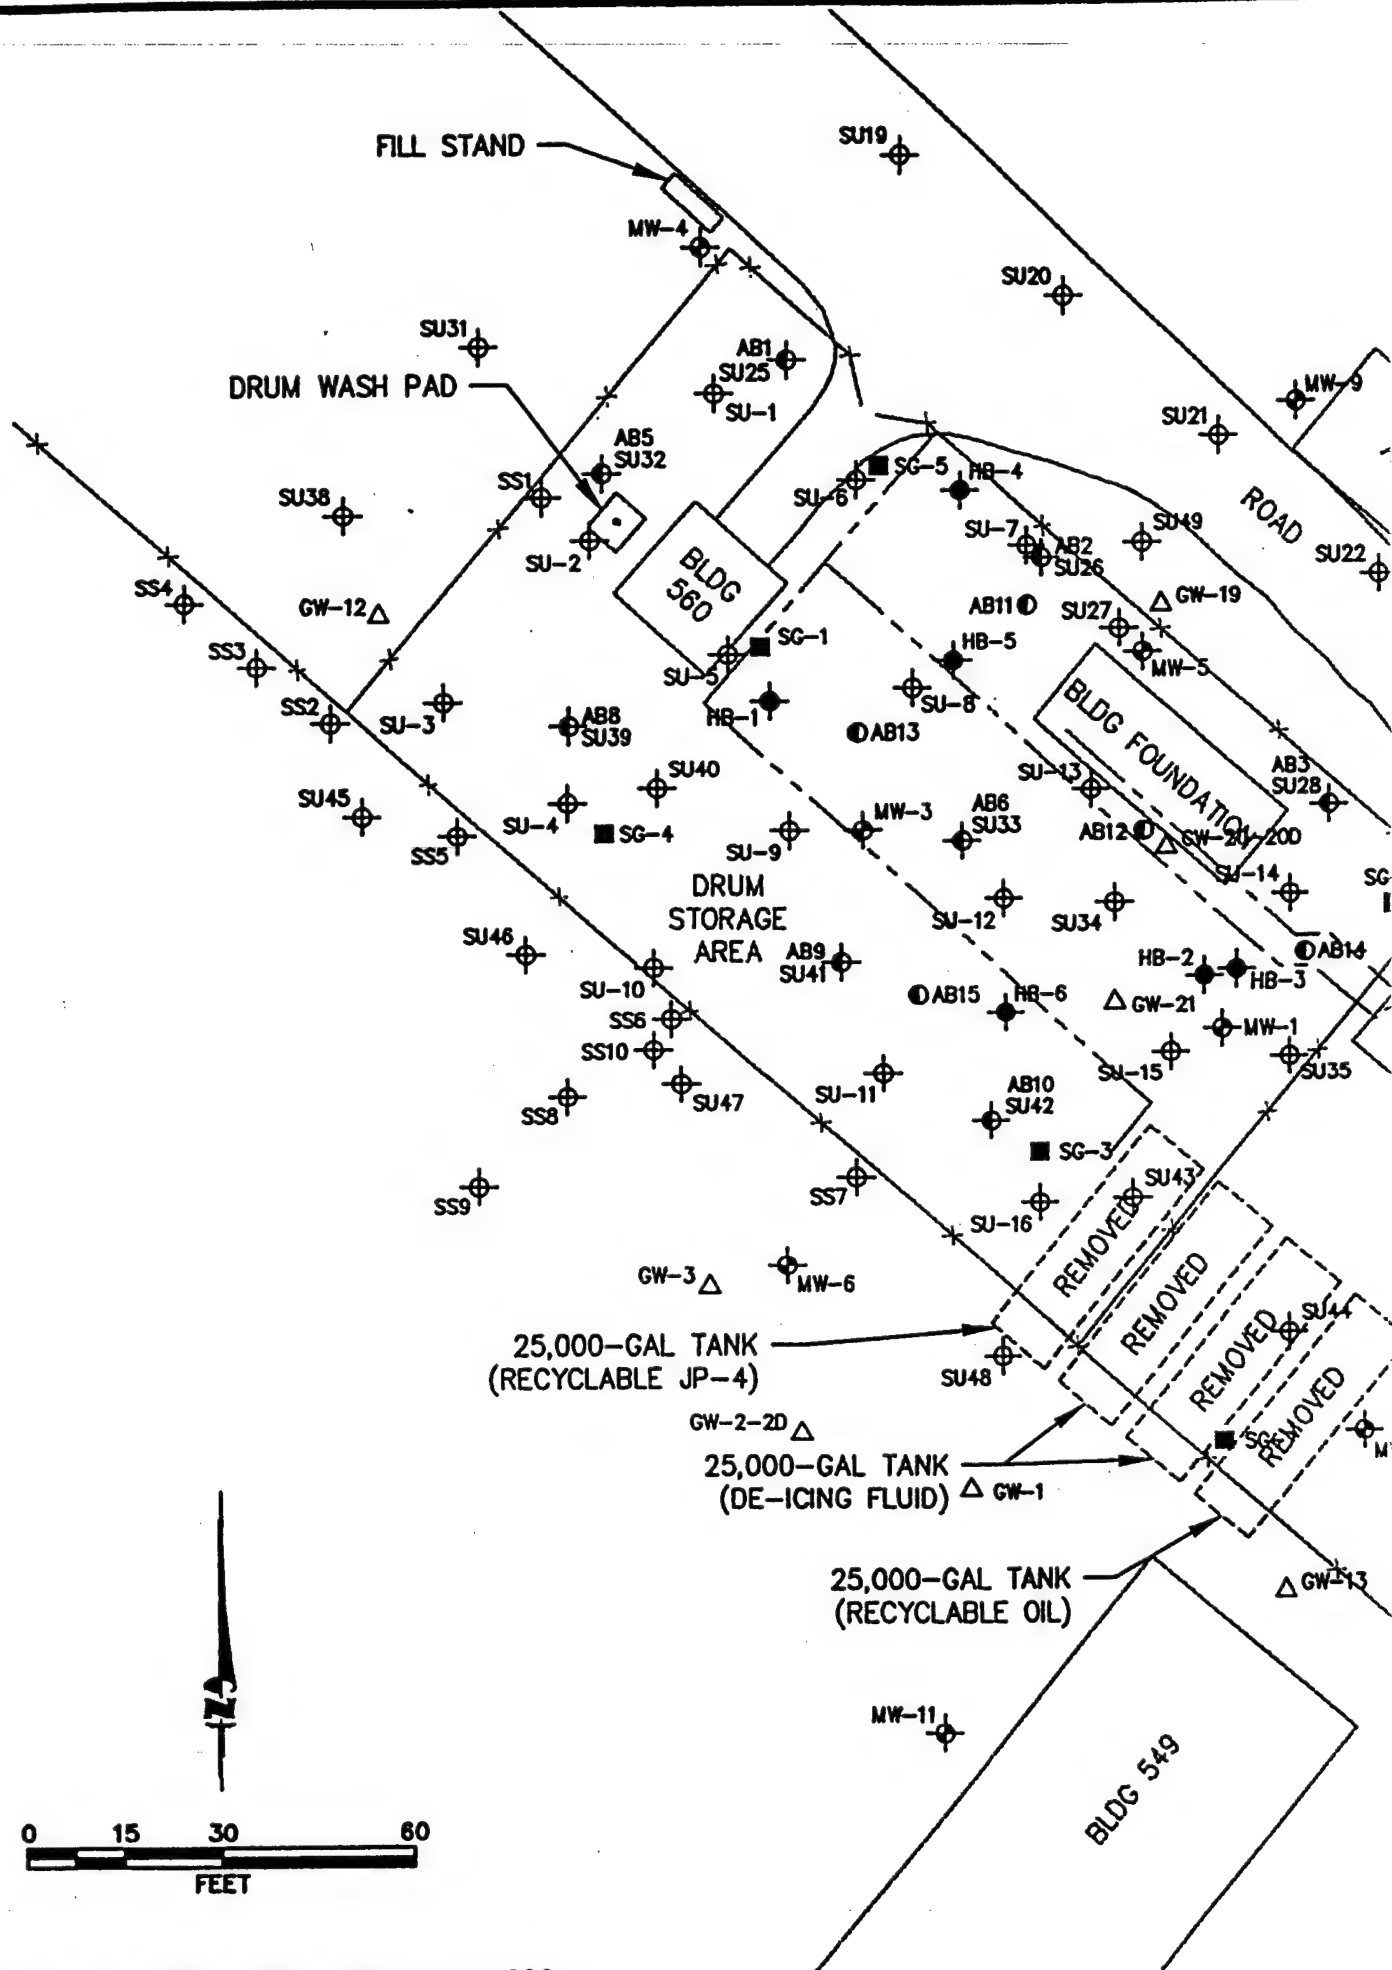 SU19
FILL STAND
MW-4
SU20
SU31
AB1
SU25
SU-1
DRUM WASH PAD
MW-9
SU21
AB5
SU32
SS1
SU38
SU-2
SG-5
HB-4
SU-6
ROAD
SU-7
AB2
SU26
SU49
SU22
BLDG
560
SS4
GW-12
AB11
GW-19
SU27
SS3
SG-1
HB-5
MW-5
SU-5
SS2
SU-3
HB-1
SU-8
BLDG FOUNDATION
AB8
SU39
AB13
SU40
SU-13
AB3
SU28
SU45
SU-4
SG-4
SS5
SU-9
MW-3
AB6
SU33
AB12
GW-20-20D
SU-14
SG-
DRUM
STORAGE
AREA
SU-12
SU34
SU46
SU-10
AB9
SU41
HB-2
HB-3
AB14
AB15
HB-6
GW-21
SS6
MW-1
SS10
SU47
SU-11
SU-15
SU35
SS8
AB10
SU42
SG-3
SS9
SS7
SU43
SU-16
REMOVED
GW-3
MW-6
REMOVED
SU44
25,000-GAL TANK
(RECYCLABLE JP-4)
SU48
REMOVED
REMOVED
GW-2-2D
25,000-GAL TANK
(DE-ICING FLUID)
GW-1
25,000-GAL TANK
(RECYCLABLE OIL)
GW-13
MW-11
BLDG 549
N
0 15 30 60
FEET